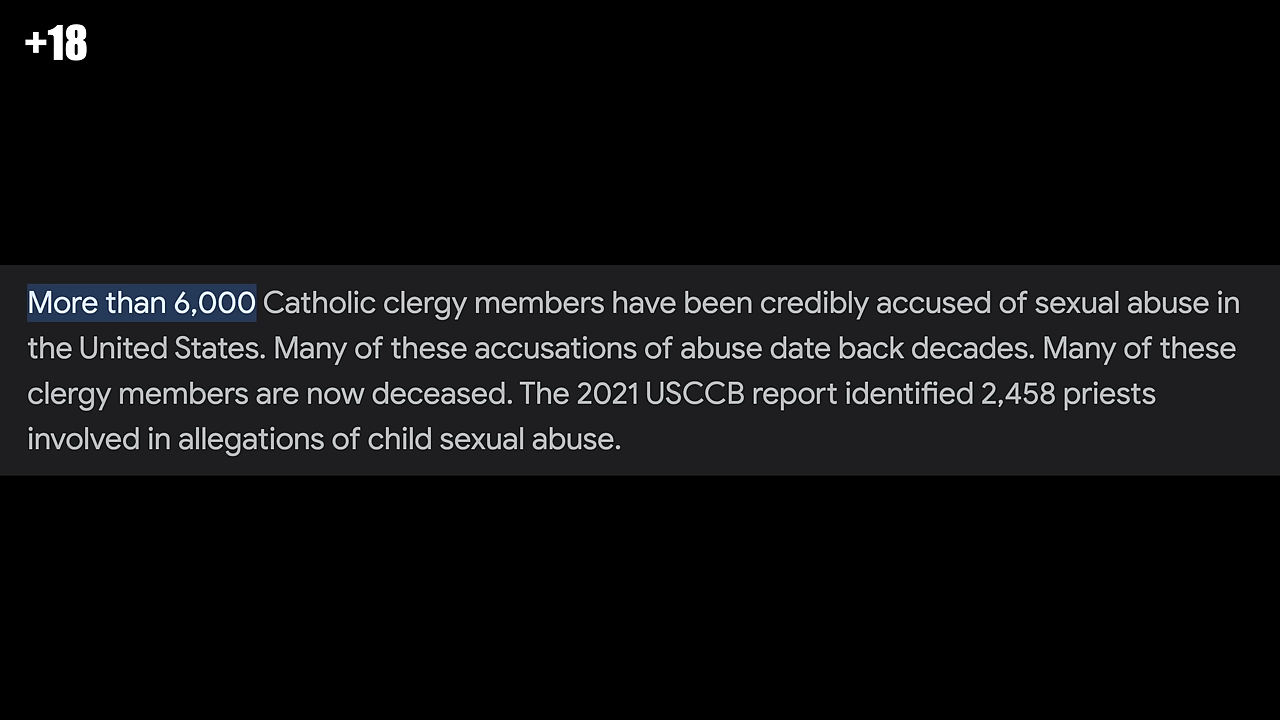 +18
More than 6,000 Catholic clergy members have been credibly accused of sexual abuse in
the United States. Many of these accusations of abuse date back decades. Many of these
clergy members are now deceased. The 2021 USCCB report identified 2,458 priests
involved in allegations of child sexual abuse.